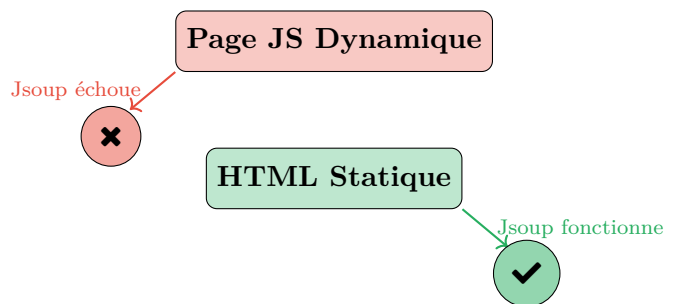 Page JS Dynamique
Jsoup échoue
HTML Statique
Jsoup fonctionne